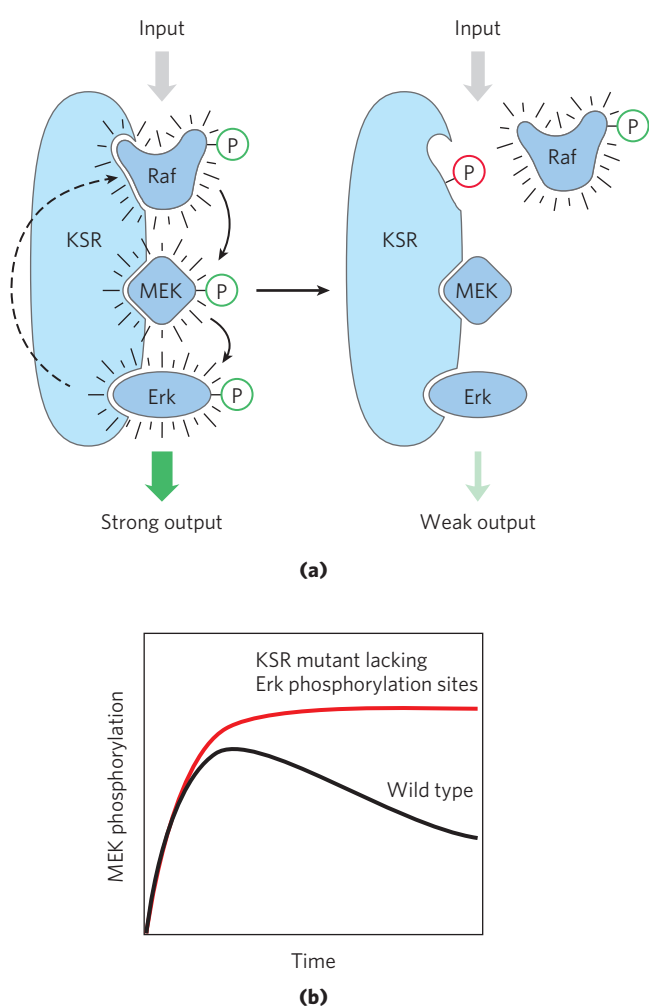 Input
Input
P
Raf
P
Raf
P
KSR
KSR
MEK
P
MEK
Erk
P
Erk
Strong output
Weak output
(a)
KSR mutant lacking
Erk phosphorylation sites
Wild type
MEK phosphorylation
Time
(b)